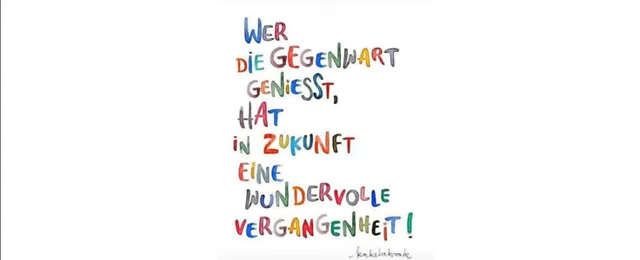 WER
DIE GEGENWART
GENIESST,
HAT
IN ZUKUNFT
EINE
WUNDERVOLLE
VERGANGENHEIT!